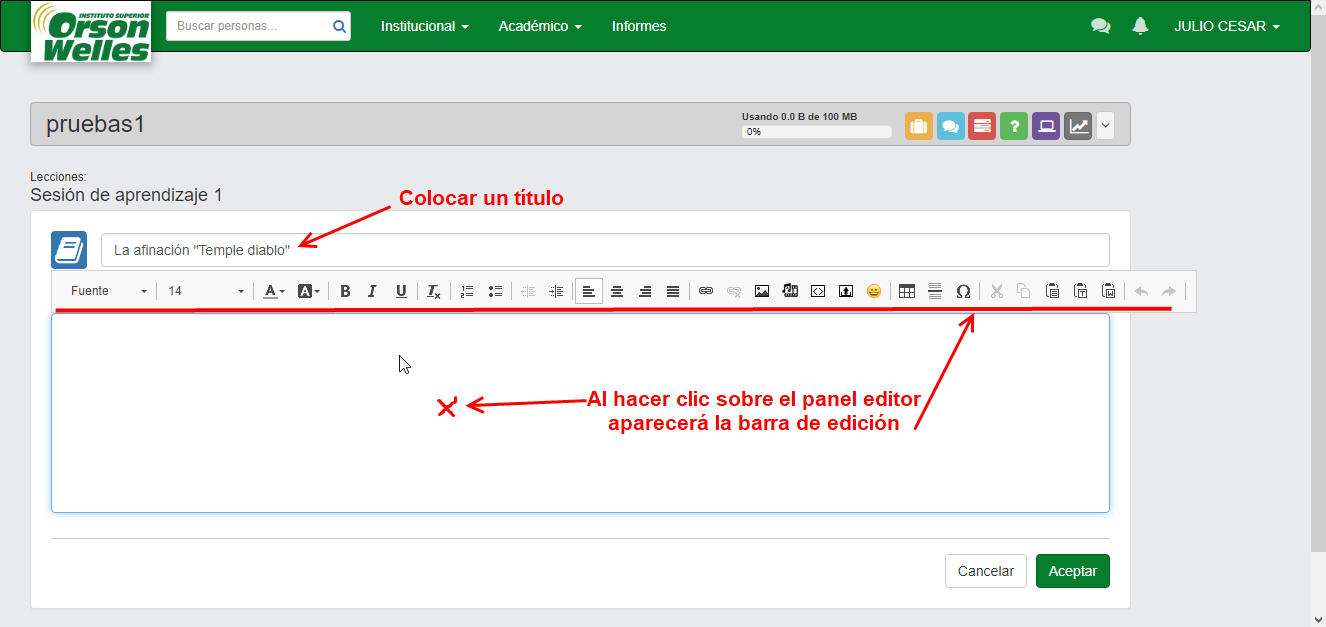 INSTITUTO SUPERIOR
Orson
Welles
Buscar personas...
Institucional
Académico
Informes
JULIO CESAR
pruebas1
Usando 0.0 B de 100 MB
0%
?
Lecciones:
Sesión de aprendizaje 1
Colocar un título
La afinación "Temple diablo"
Fuente
14
A
A
B
I
U
Ix
Ω
T
W
Al hacer clic sobre el panel editor
aparecerá la barra de edición
Cancelar
Aceptar